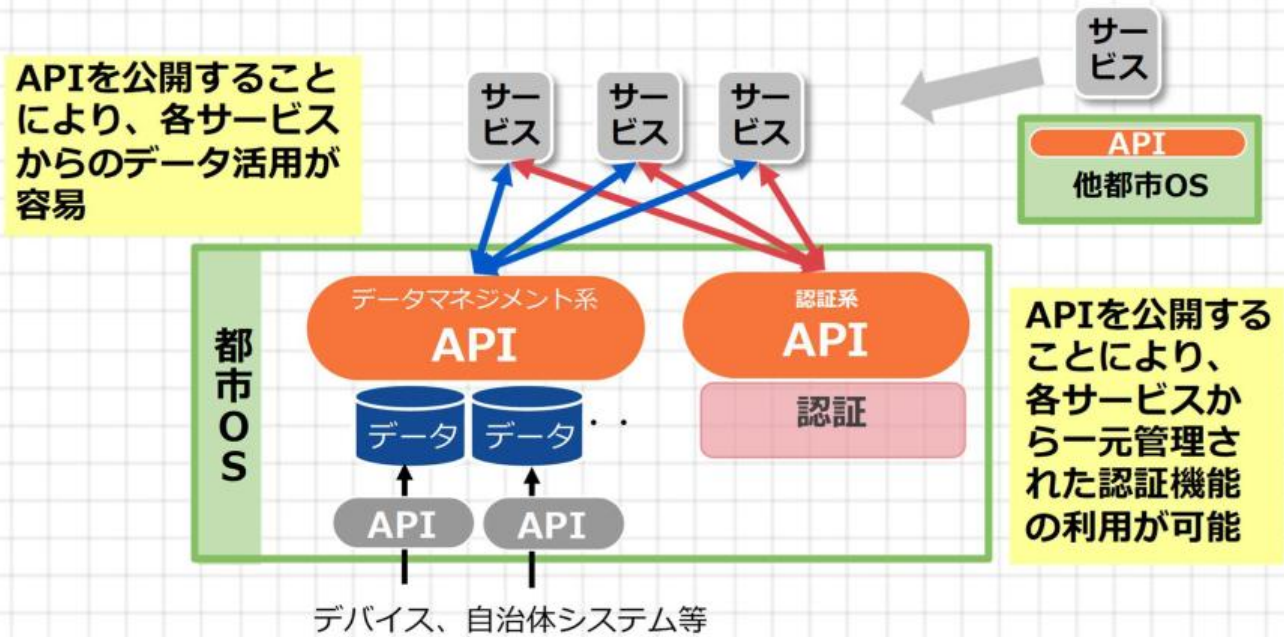 APIを公開すること
により、各サービス
からのデータ活用が
容易
サー
ビス
サー
ビス
サー
ビス
サー
ビス
API
他都市OS
都
市
O
S
データマネジメント系
API
認証系
API
データ
データ
・・
認証
API
API
デバイス、自治体システム等
APIを公開する
ことにより、
各サービスか
ら一元管理さ
れた認証機能
の利用が可能